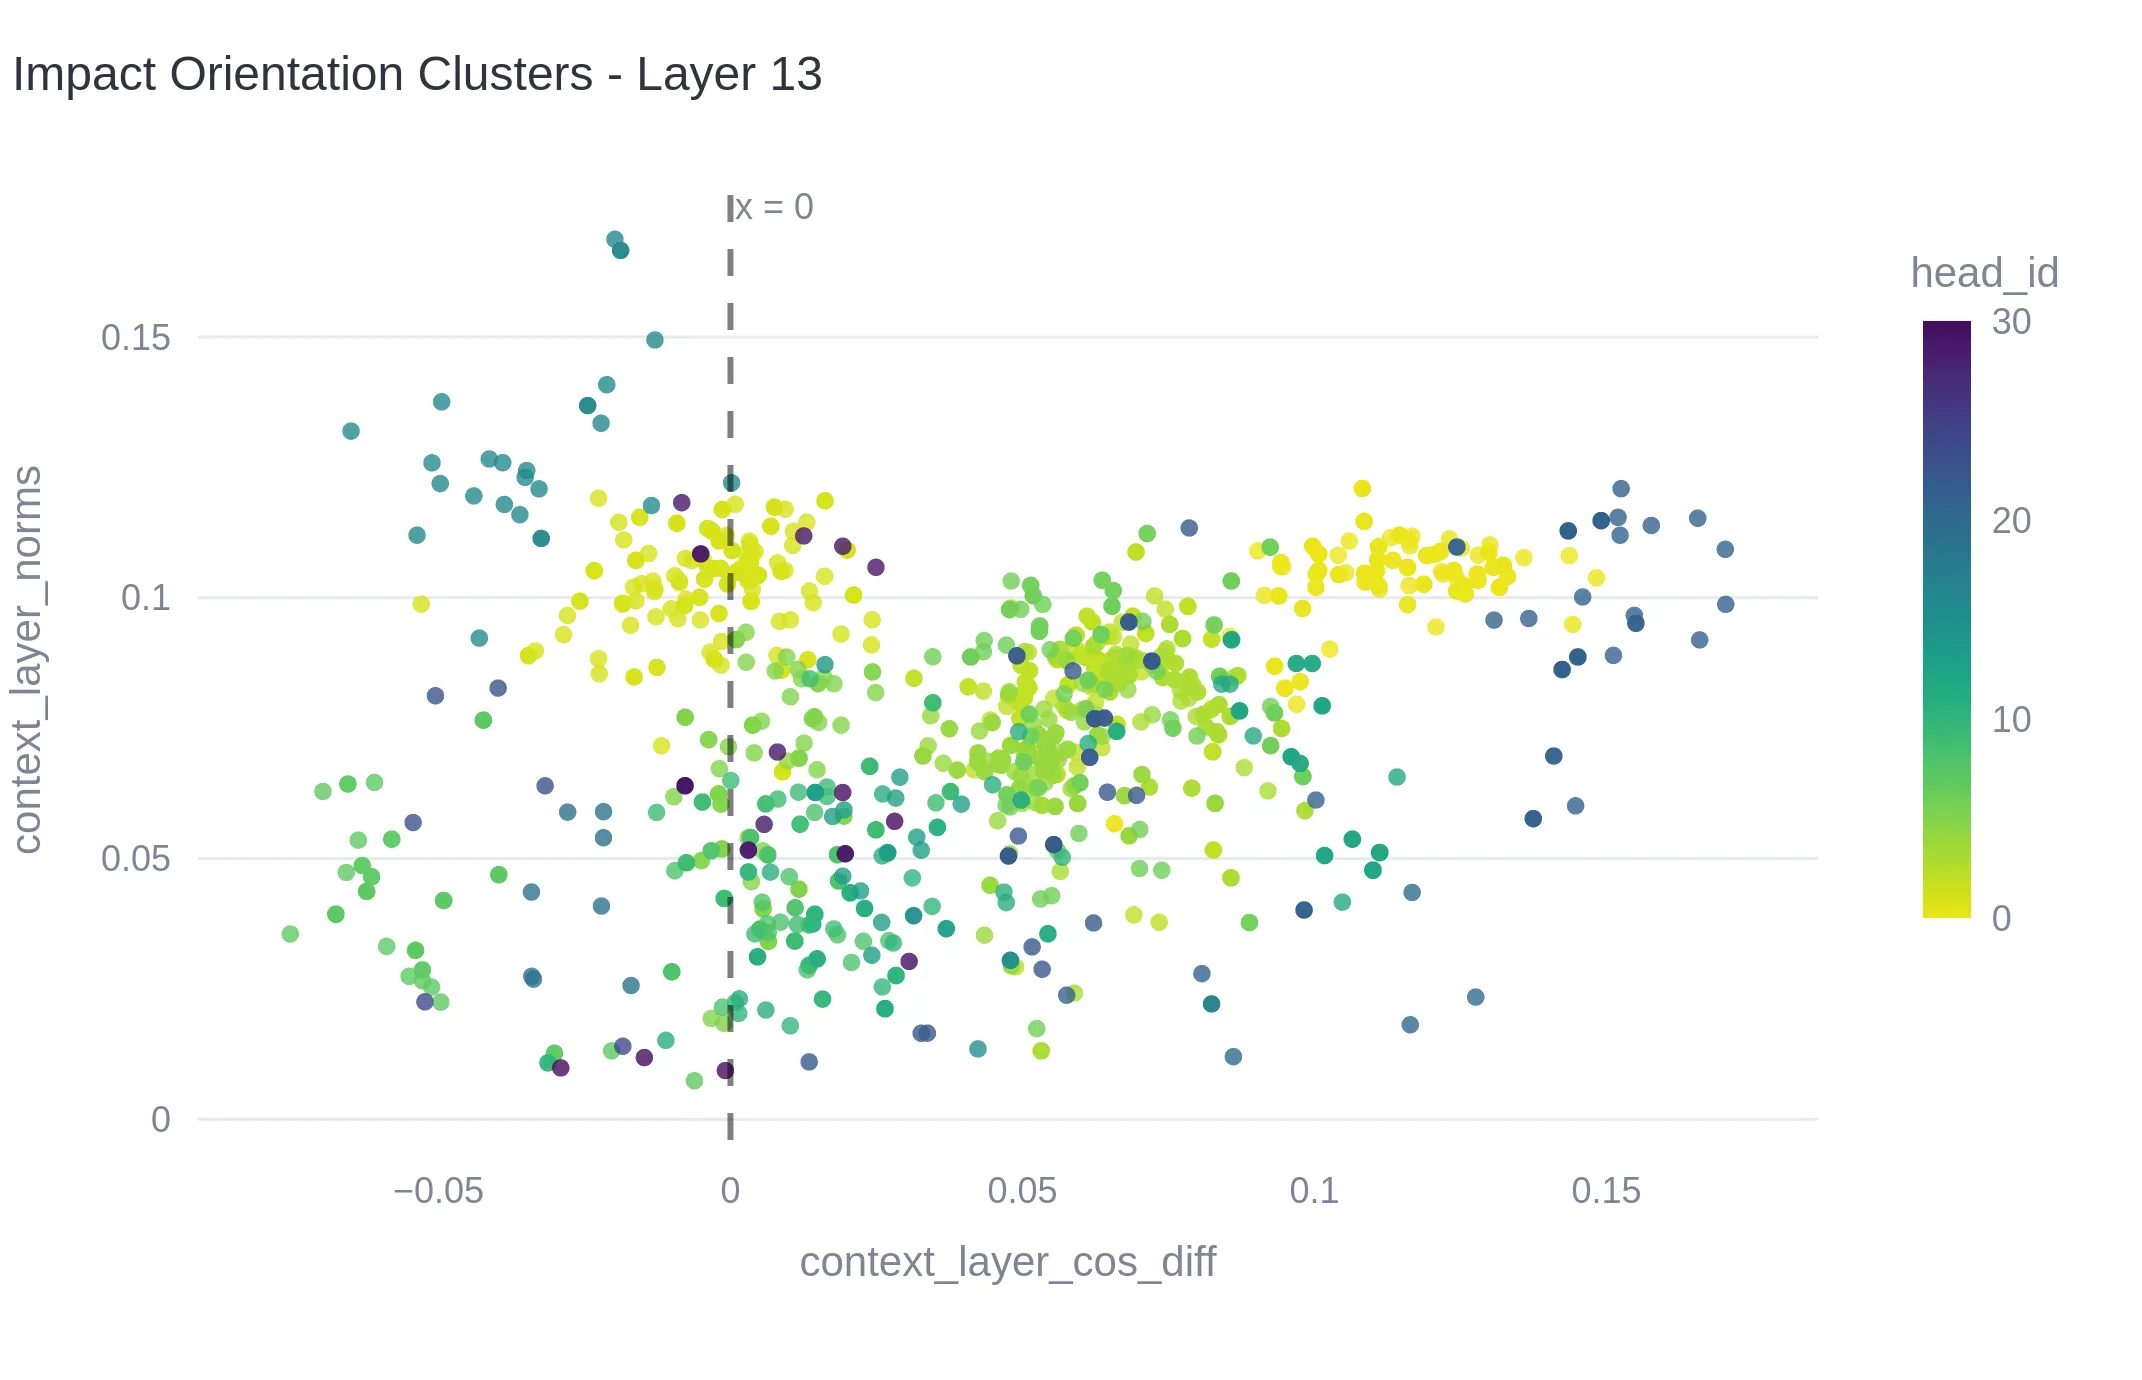 Impact Orientation Clusters - Layer 13
x = 0
head_id
30
20
10
0
context_layer_norms
0.15
0.1
0.05
0
−0.05
0
0.05
0.1
0.15
context_layer_cos_diff